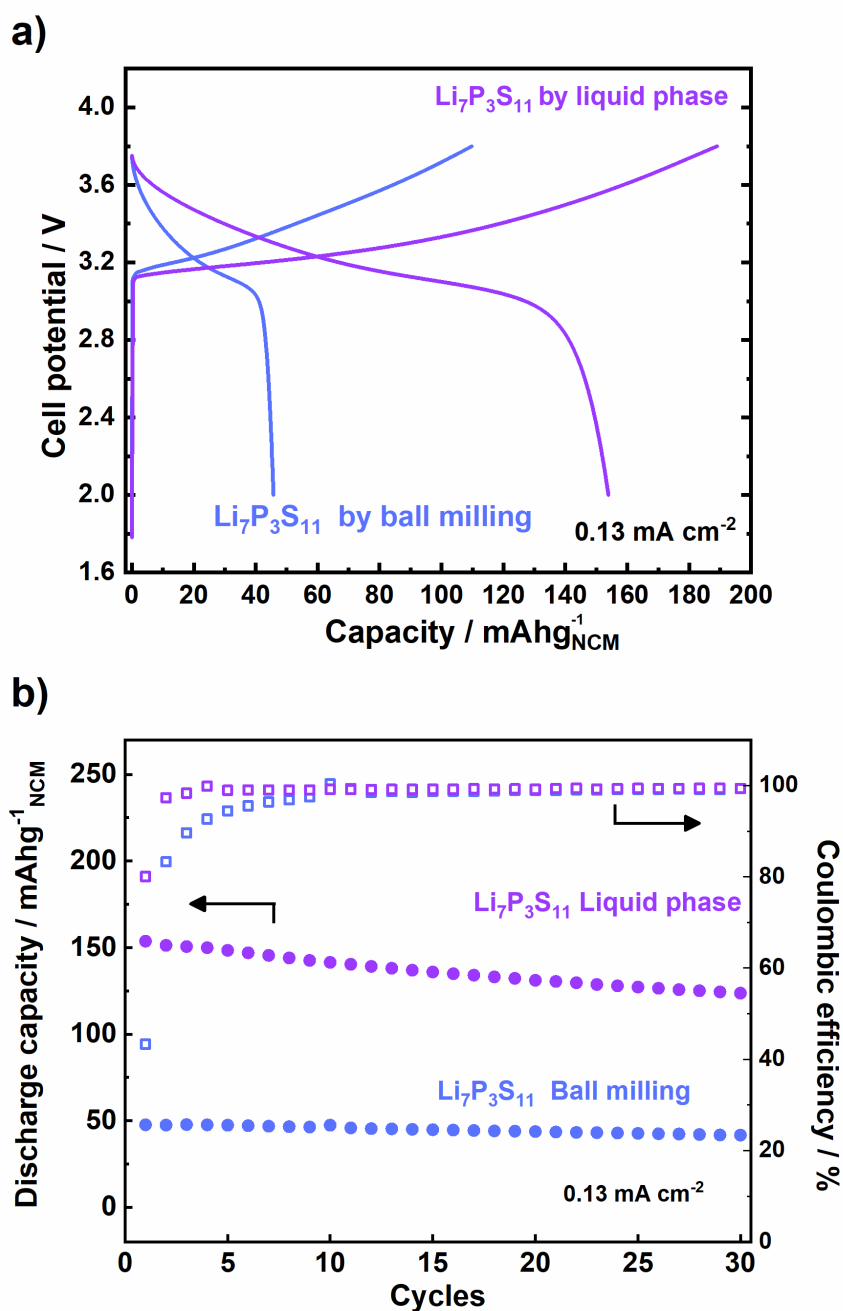 a)
Li₇P₃S₁₁ by liquid phase
4.0
3.6
3.2
2.8
2.4
2.0
1.6
Cell potential / V
Li₇P₃S₁₁ by ball milling
0.13 mA cm⁻²
0 20 40 60 80 100 120 140 160 180 200
Capacity / mAhg⁻¹NCM
b)
250
200
150
100
50
0
Discharge capacity / mAhg⁻¹NCM
100
80
60
40
20
0
Coulombic efficiency / %
Li₇P₃S₁₁ Liquid phase
Li₇P₃S₁₁ Ball milling
0.13 mA cm⁻²
0 5 10 15 20 25 30
Cycles